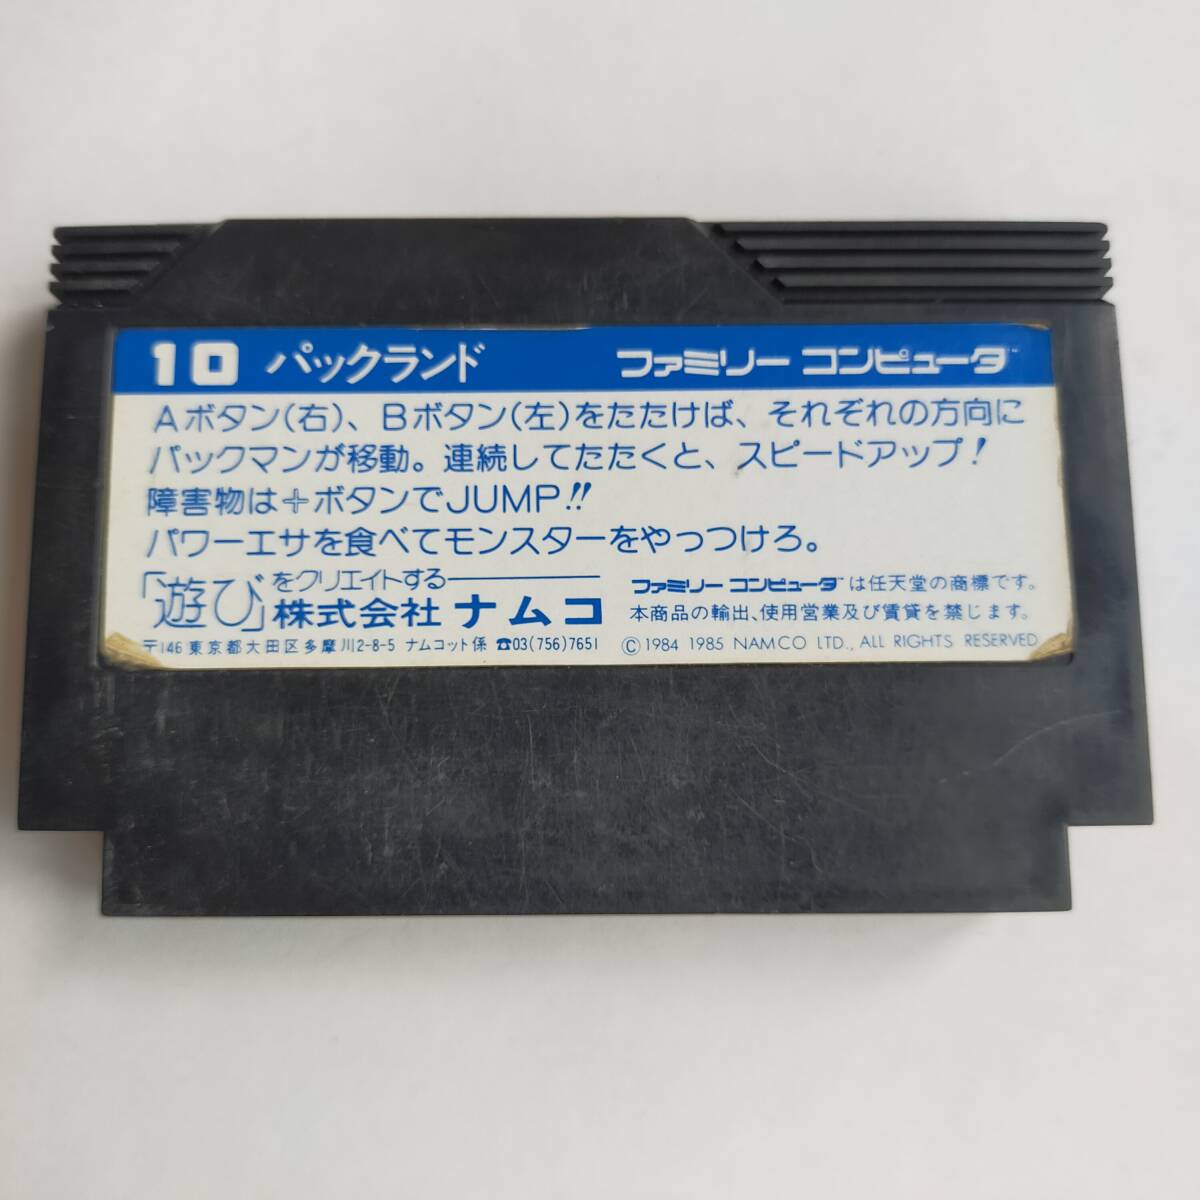 10 パックランド ファミリー コンピュータ™
Aボタン(右)、Bボタン(左)をたたけば、それぞれの方向に
パックマンが移動。連続してたたくと、スピードアップ!
障害物は✚ボタンでJUMP!!
パワーエサを食べてモンスターをやっつけろ。
「遊び」をクリエイトする
株式会社 ナムコ
〒146 東京都大田区多摩川2-8-5 ナムコット係 ☎03(756)7651
ファミリー コンピュータ™は任天堂の商標です。
本商品の輸出、使用営業及び賃貸を禁じます。
Ⓒ 1984 1985 NAMCO LTD., ALL RIGHTS RESERVED